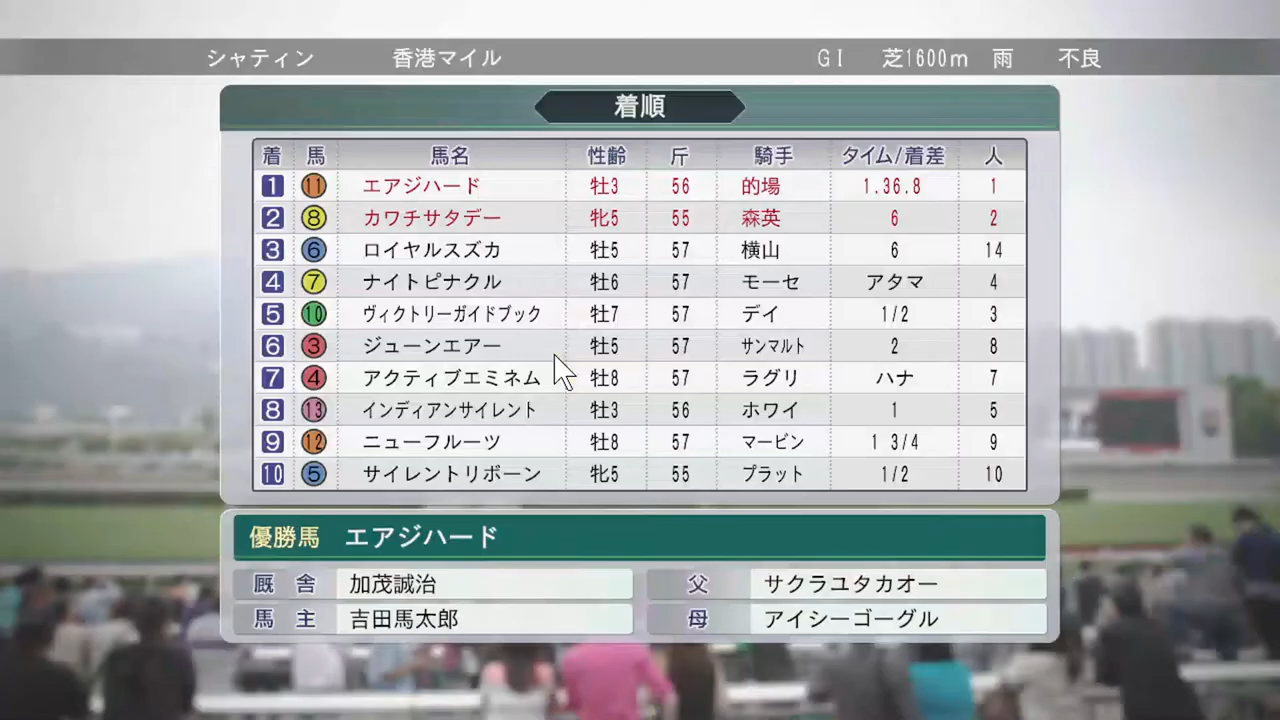 シャティン 香港マイル GI 芝1600m 雨 不良
着順
着 馬 馬名 性齢 斤 騎手 タイム/着差 人
1 11 エアジハード 牡3 56 的場 1.36.8 1
2 8 カワチサタデー 牝5 55 森英 6 2
3 6 ロイヤルスズカ 牡5 57 横山 6 14
4 7 ナイトピナクル 牡6 57 モーセ アタマ 4
5 10 ヴィクトリーガイドブック 牡7 57 デイ 1/2 3
6 3 ジューンエアー 牡5 57 サンマルト 2 8
7 4 アクティブエミネム 牡8 57 ラグリ ハナ 7
8 13 インディアンサイレント 牡3 56 ホワイ 1 5
9 12 ニューフルーツ 牡8 57 マービン 1 3/4 9
10 5 サイレントリボーン 牝5 55 プラット 1/2 10
優勝馬 エアジハード
厩舎 加茂誠治 父 サクラユタカオー
馬主 吉田馬太郎 母 アイシーゴーグル